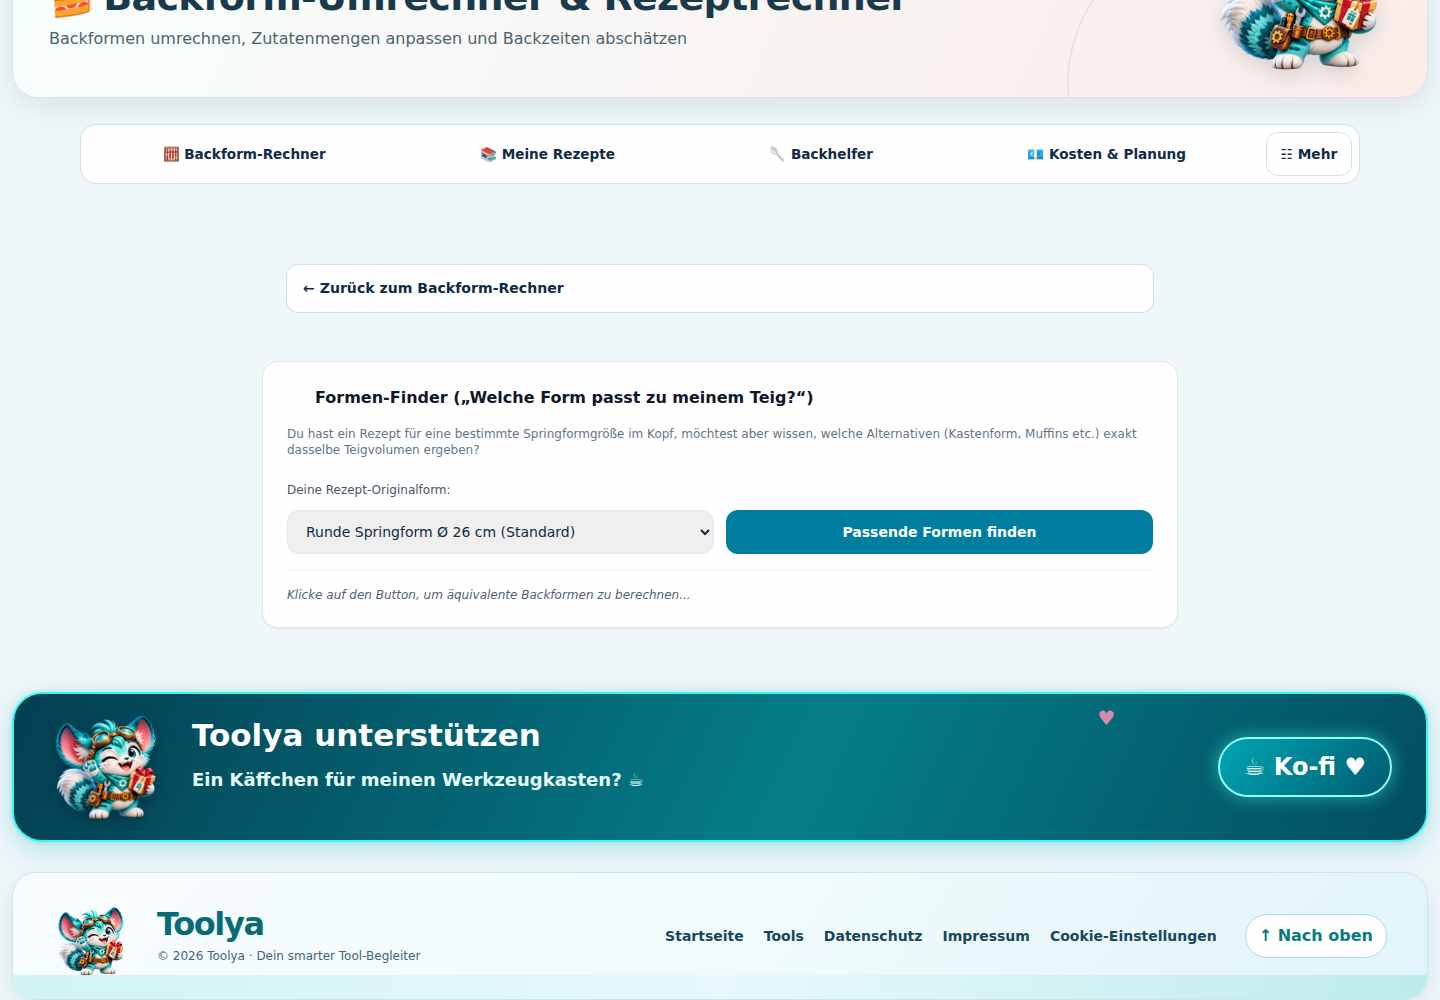 Backform-Umrechner & Rezeptrechner
Backformen umrechnen, Zutatenmengen anpassen und Backzeiten abschätzen
Backform-Rechner
Meine Rezepte
Backhelfer
Kosten & Planung
Mehr
← Zurück zum Backform-Rechner
Formen-Finder („Welche Form passt zu meinem Teig?“)
Du hast ein Rezept für eine bestimmte Springformgröße im Kopf, möchtest aber wissen, welche Alternativen (Kastenform, Muffins etc.) exakt
dasselbe Teigvolumen ergeben?
Deine Rezept-Originalform:
Runde Springform Ø 26 cm (Standard)
Passende Formen finden
Klicke auf den Button, um äquivalente Backformen zu berechnen...
Toolya unterstützen
Ein Käffchen für meinen Werkzeugkasten? ☕
☕ Ko-fi ♥
Toolya
© 2026 Toolya · Dein smarter Tool-Begleiter
Startseite
Tools
Datenschutz
Impressum
Cookie-Einstellungen
↑ Nach oben